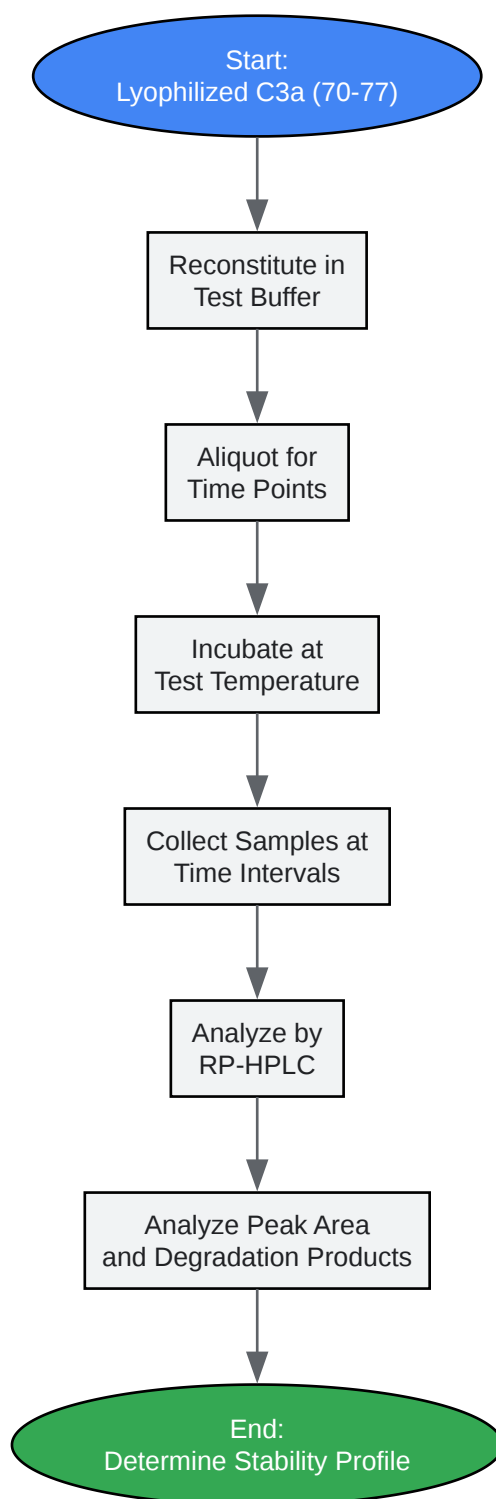 Start:
Lyophilized C3a (70-77)
Reconstitute in
Test Buffer
Aliquot for
Time Points
Incubate at
Test Temperature
Collect Samples at
Time Intervals
Analyze by
RP-HPLC
Analyze Peak Area
and Degradation Products
End:
Determine Stability Profile